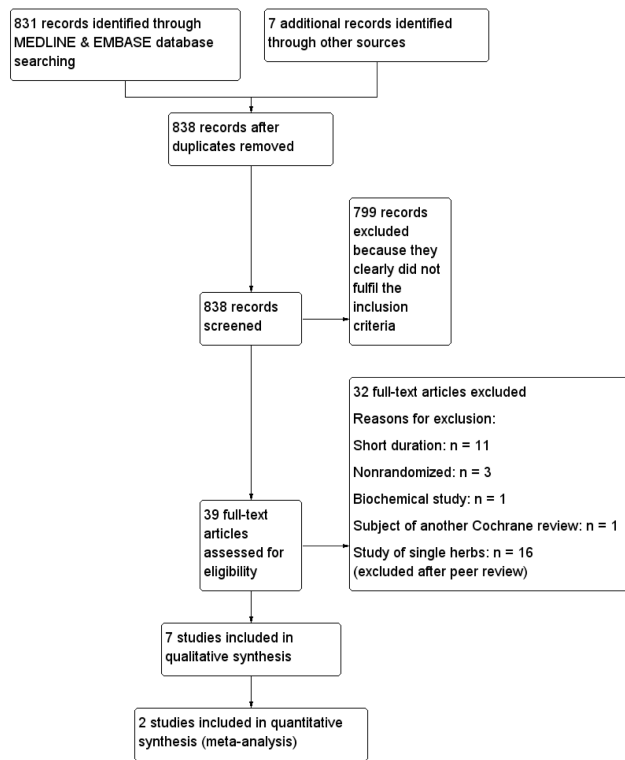 831 records identified through
MEDLINE & EMBASE database
searching
7 additional records identified
through other sources
838 records after
duplicates removed
799 records
excluded
because they
clearly did not
fulfil the
inclusion
criteria
838 records
screened
32 full-text articles excluded
Reasons for exclusion:
Short duration: n = 11
Nonrandomized: n = 3
Biochemical study: n = 1
Subject of another Cochrane review: n = 1
Study of single herbs: n = 16
(excluded after peer review)
39 full-text
articles
assessed for
eligibility
7 studies included in
qualitative synthesis
2 studies included in quantitative
synthesis (meta-analysis)